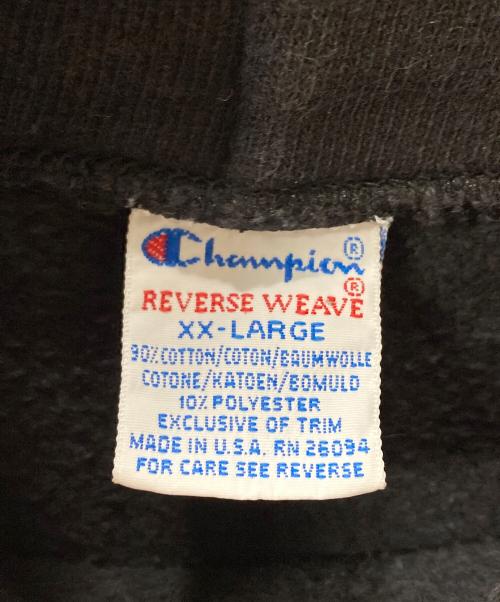 Champion®
REVERSE WEAVE®
XX-LARGE
90% COTTON/COTON/BAUMWOLLE
COTONE/KATOEN/BOMULD
10% POLYESTER
EXCLUSIVE OF TRIM
MADE IN U.S.A. RN 26094
FOR CARE SEE REVERSE